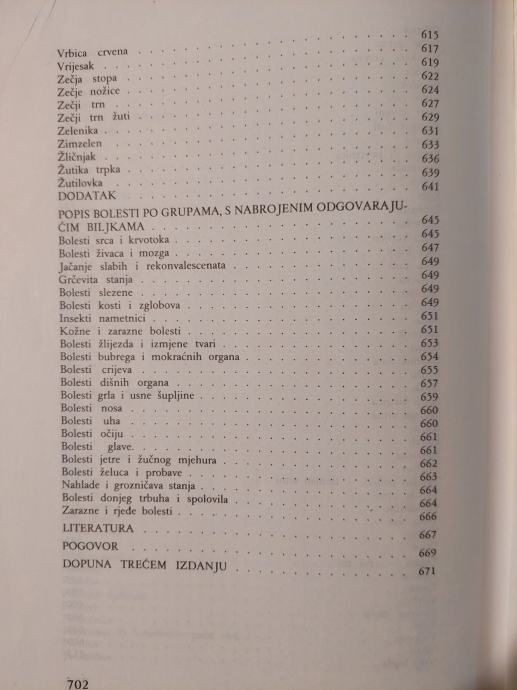 Vrbica crvena . . . . . . . . . . 615
Vrijesak . . . . . . . . . . 617
Zečja stopa . . . . . . . . . . 619
Zečje nožice . . . . . . . . . . 622
Zečji trn . . . . . . . . . . 624
Zečji trn žuti . . . . . . . . . . 627
Zelenika . . . . . . . . . . 629
Zimzelen . . . . . . . . . . 631
Žličnjak . . . . . . . . . . 633
Žutika trpka . . . . . . . . . . 636
Žutilovka . . . . . . . . . . 639
DODATAK . . . . . . . . . . 641
POPIS BOLESTI PO GRUPAMA, S NABROJENIM ODGOVARAJU-
ĆIM BILJKAMA . . . . . . . . . . 645
Bolesti srca i krvotoka . . . . . . . . . . 645
Bolesti živaca i mozga . . . . . . . . . . 647
Jačanje slabih i rekonvalescenata . . . . . . . . . . 649
Grčevita stanja . . . . . . . . . . 649
Bolesti slezene . . . . . . . . . . 649
Bolesti kosti i zglobova . . . . . . . . . . 649
Insekti nametnici . . . . . . . . . . 651
Kožne i zarazne bolesti . . . . . . . . . . 651
Bolesti žlijezda i izmjene tvari . . . . . . . . . . 653
Bolesti bubrega i mokraćnih organa . . . . . . . . . . 654
Bolesti crijeva . . . . . . . . . . 655
Bolesti dišnih organa . . . . . . . . . . 657
Bolesti grla i usne šupljine . . . . . . . . . . 659
Bolesti nosa . . . . . . . . . . 660
Bolesti uha . . . . . . . . . . 660
Bolesti očiju . . . . . . . . . . 661
Bolesti glave. . . . . . . . . . . 661
Bolesti jetre i žučnog mjehura . . . . . . . . . . 662
Bolesti želuca i probave . . . . . . . . . . 663
Nahlade i grozničava stanja . . . . . . . . . . 664
Bolesti donjeg trbuha i spolovila . . . . . . . . . . 664
Zarazne i rjeđe bolesti . . . . . . . . . . 666
LITERATURA . . . . . . . . . . 667
POGOVOR . . . . . . . . . . 669
DOPUNA TREĆEM IZDANJU . . . . . . . . . . 671
702